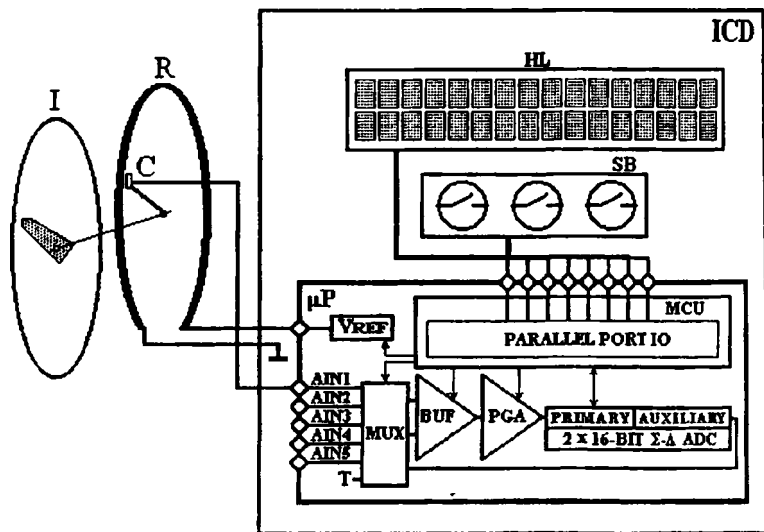 ICD
HL
R
I
C
SB
μP
MCU
VREF
PARALLEL PORT IO
AIN1
AIN2
AIN3
AIN4
AIN5
T
MUX
BUF
PGA
PRIMARY AUXILIARY
2 × 16-BIT Σ-Δ ADC